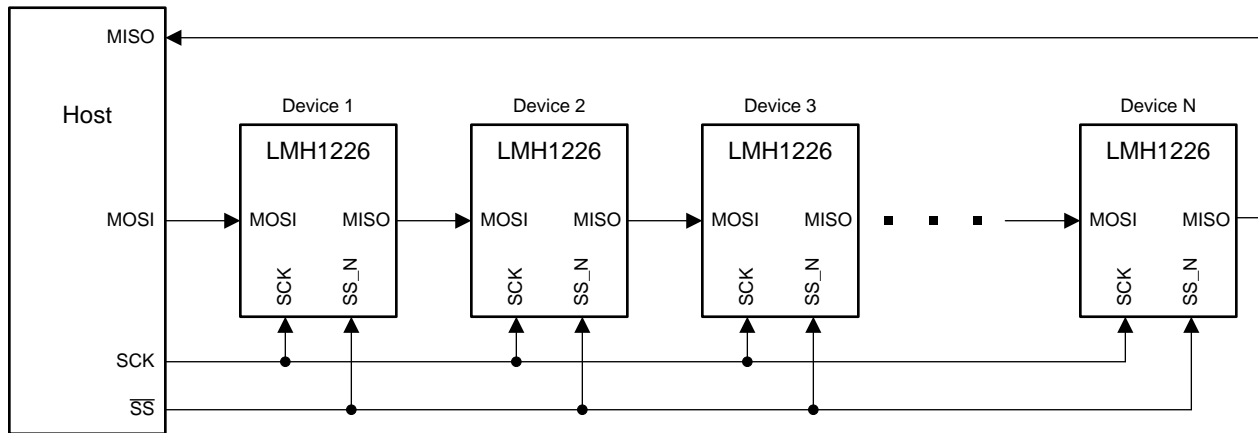 MISO
Host
Device 1 Device 2 Device 3 Device N
LMH1226 LMH1226 LMH1226 LMH1226
MOSI MOSI MISO MOSI MISO MOSI MISO MOSI MISO
SCK SS_N SCK SS_N SCK SS_N SCK SS_N
SCK
S̅S̅